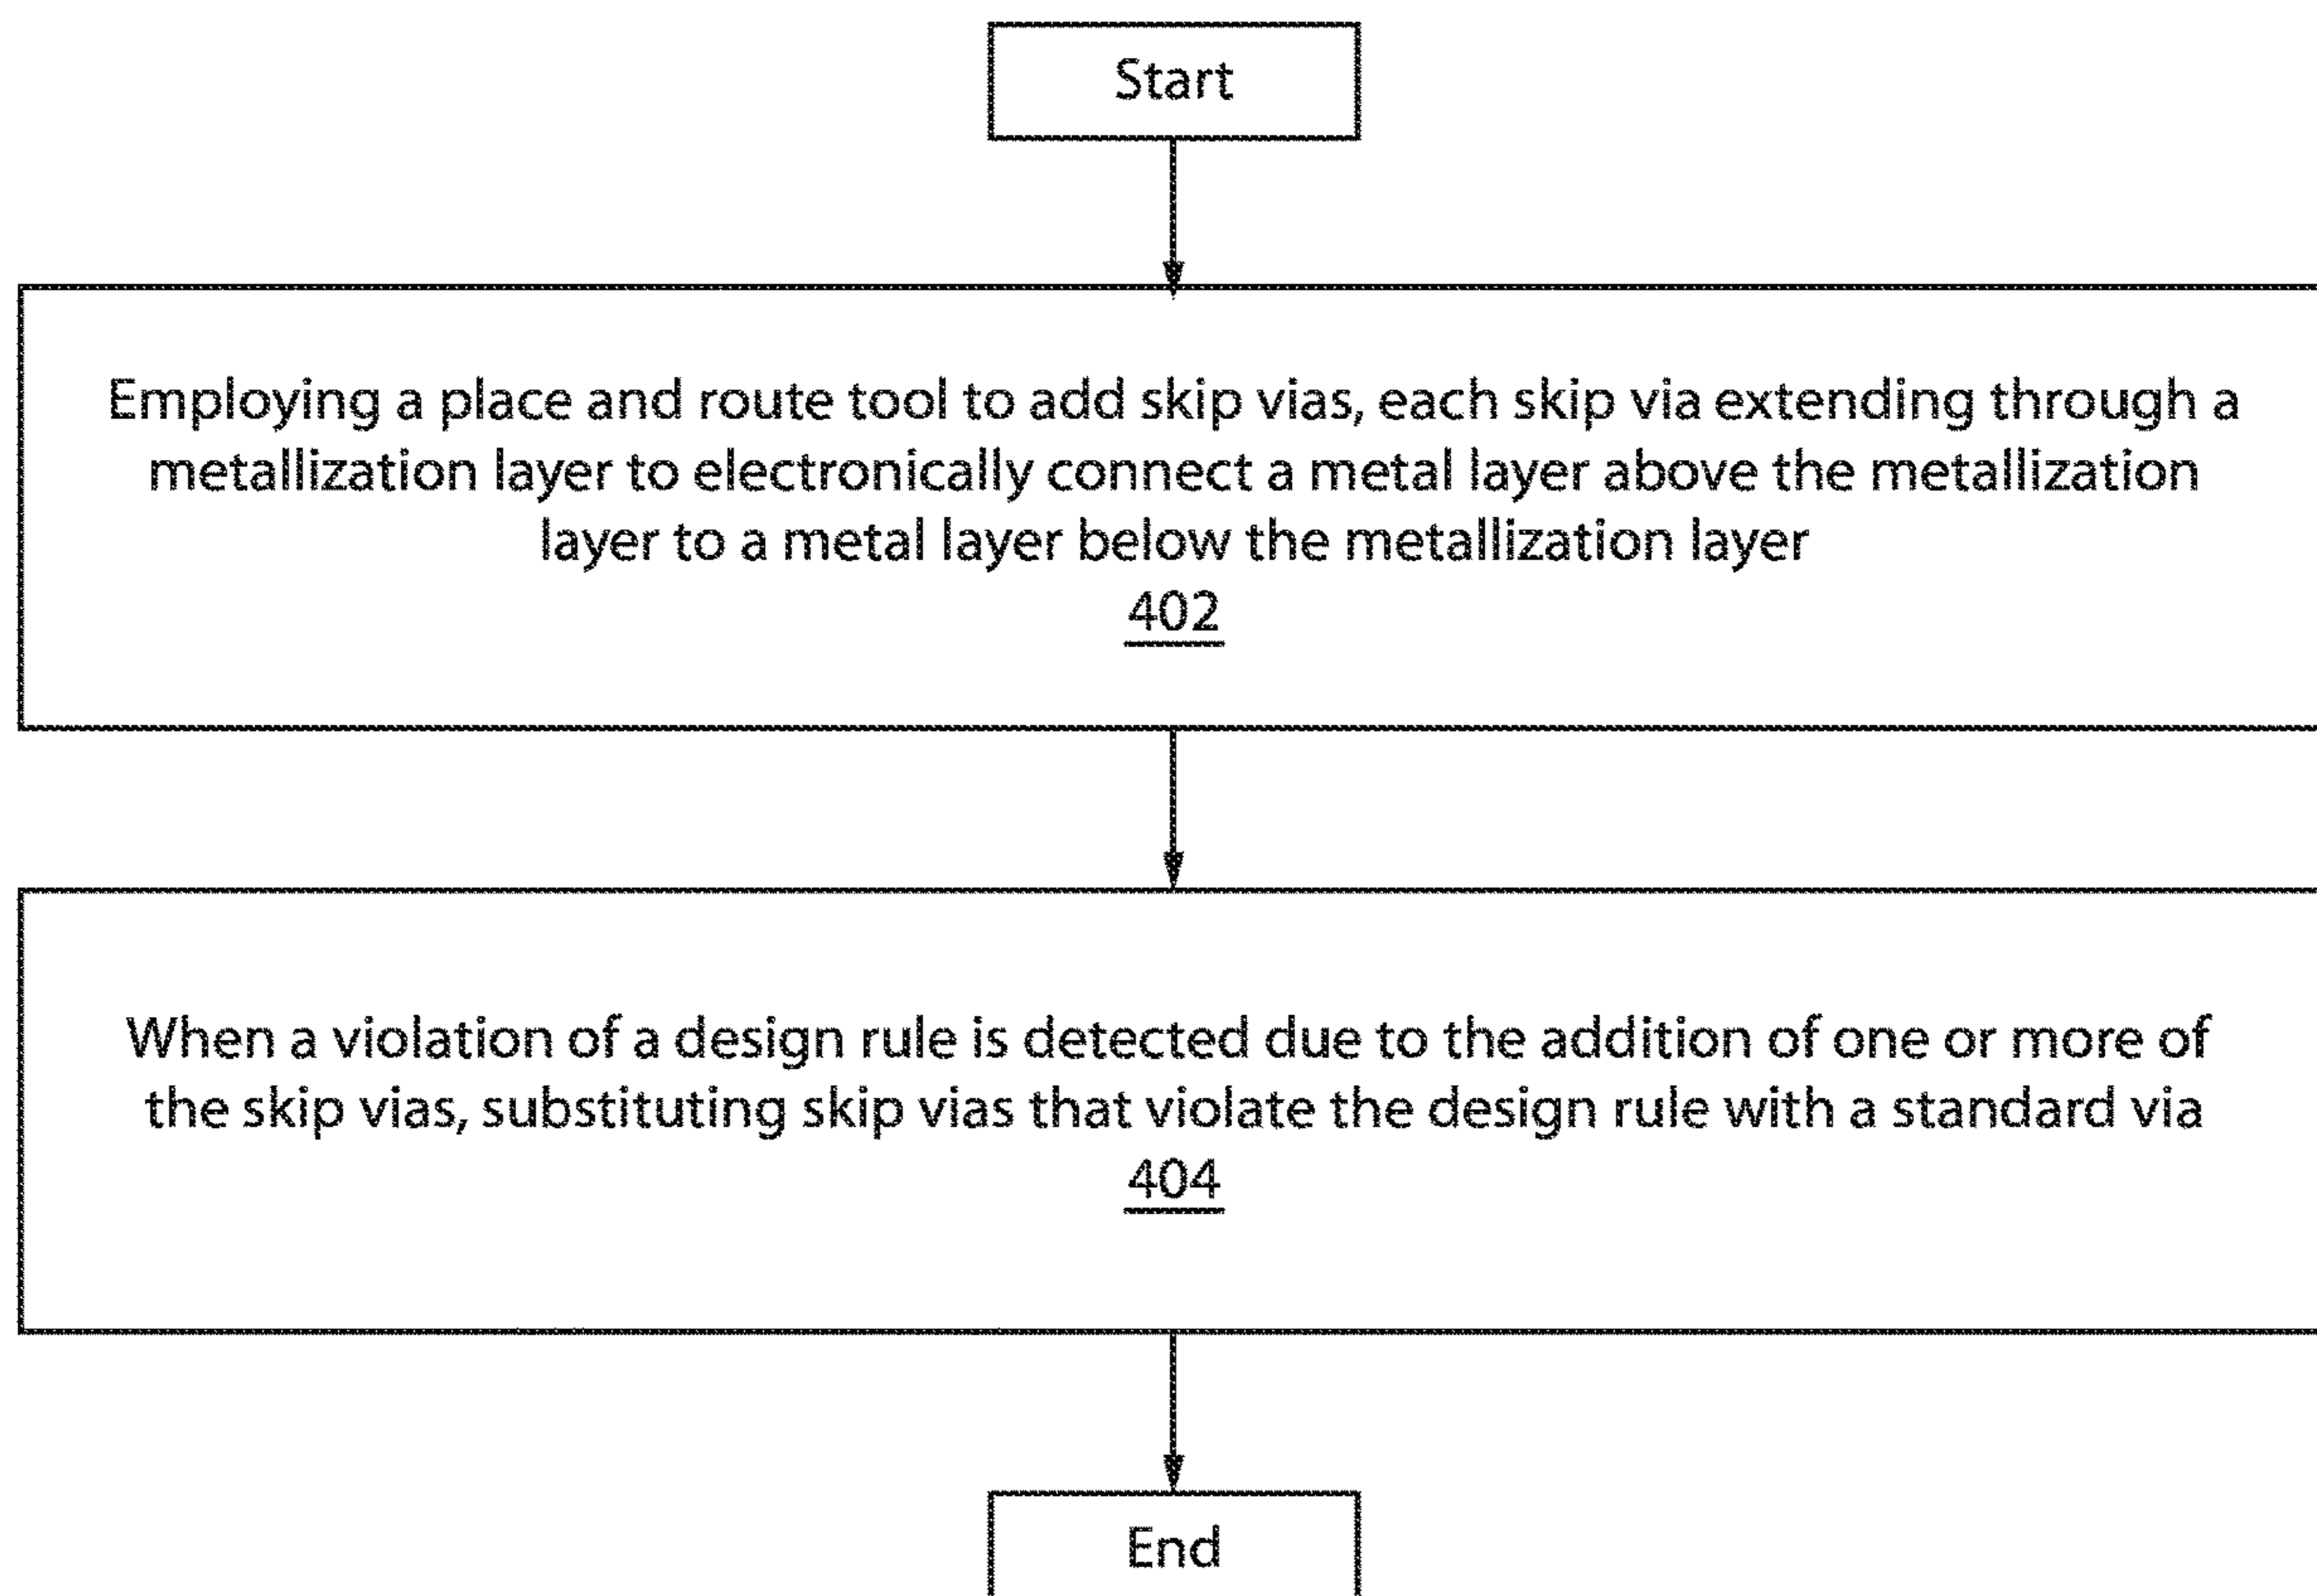 Start
Employing a place and route tool to add skip vias, each skip via extending through a
metallization layer to electronically connect a metal layer above the metallization
layer to a metal layer below the metallization layer
402
When a violation of a design rule is detected due to the addition of one or more of
the skip vias, substituting skip vias that violate the design rule with a standard via
404
End